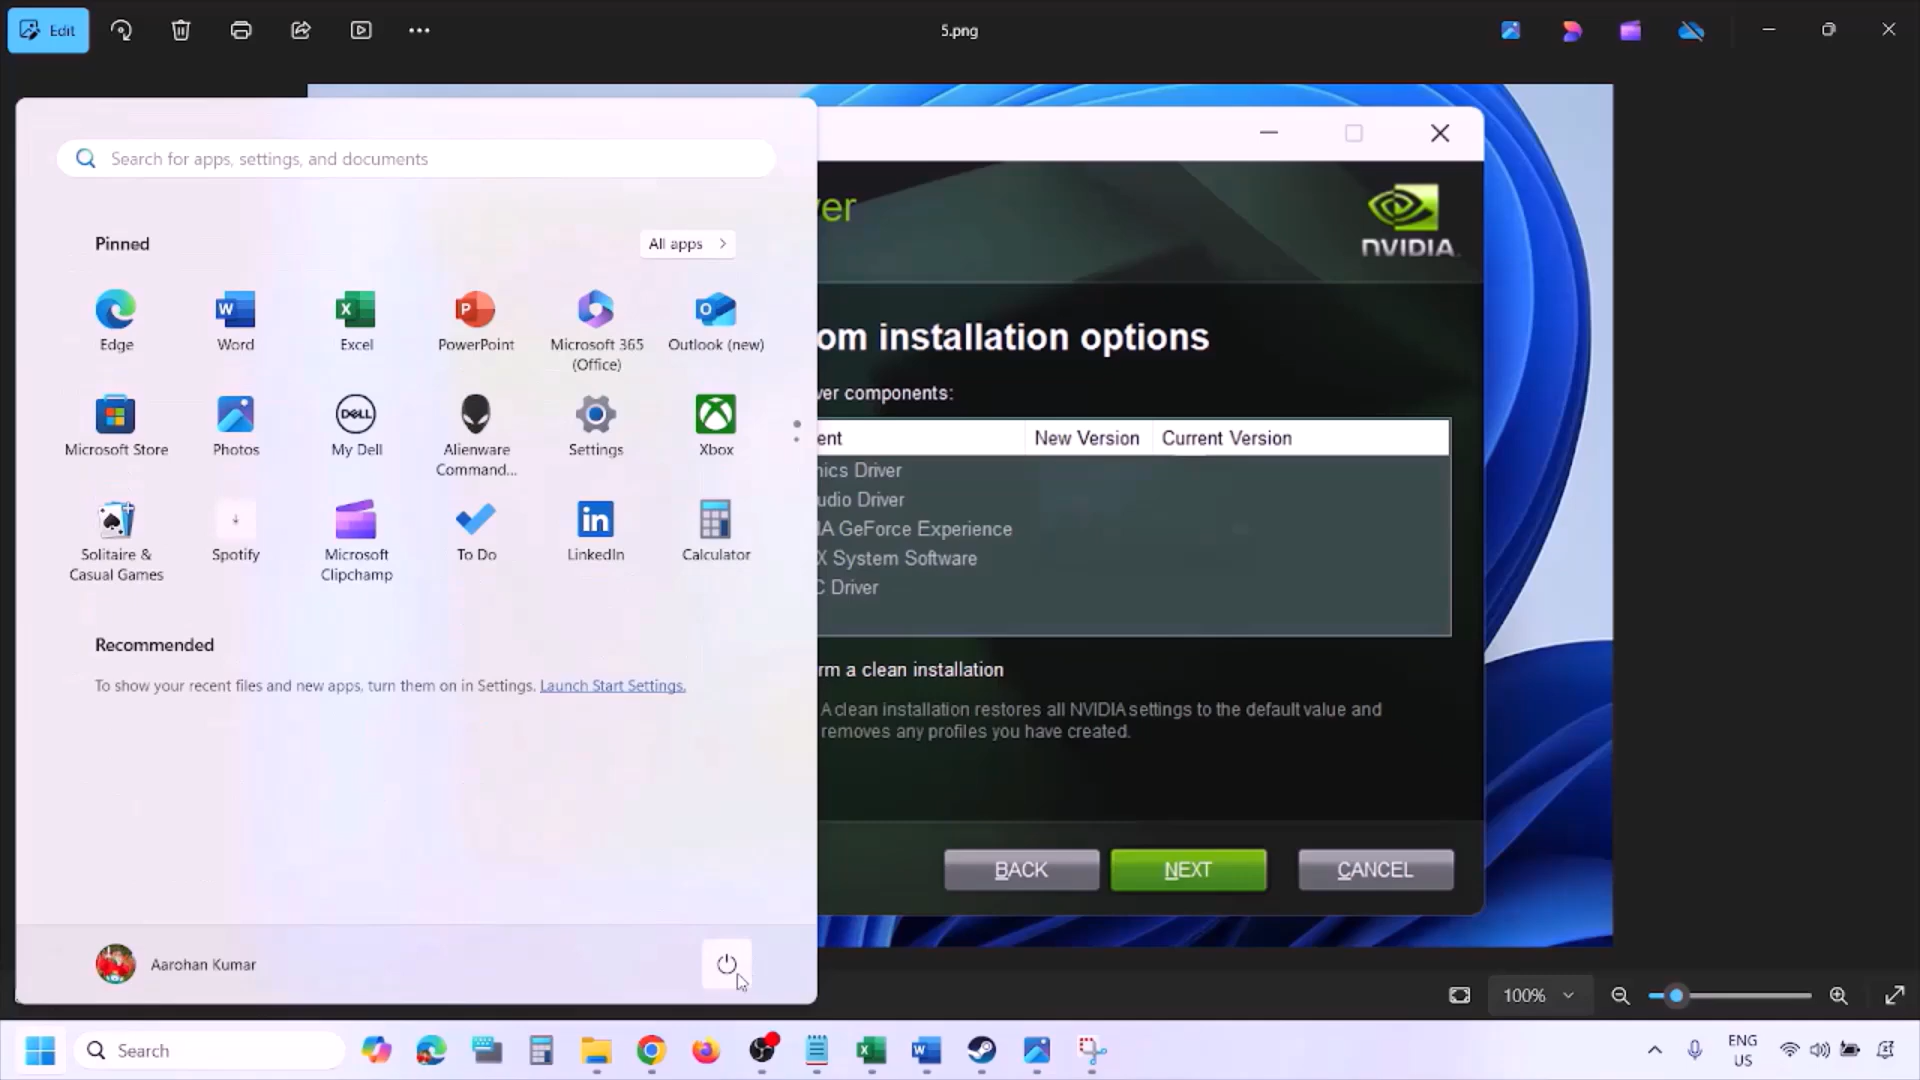 Edit
5.png
Search for apps, settings, and documents
Pinned
All apps
Edge
Word
Excel
PowerPoint
Microsoft 365
(Office)
Outlook (new)
Microsoft Store
Photos
DELL
My Dell
Alienware
Command...
Settings
Xbox
Solitaire &
Casual Games
Spotify
Microsoft
Clipchamp
To Do
LinkedIn
Calculator
Recommended
To show your recent files and new apps, turn them on in Settings. Launch Start Settings.
Aarohan Kumar
ver
NVIDIA.
om installation options
ver components:
ent
New Version
Current Version
nics Driver
udio Driver
IA GeForce Experience
X System Software
C Driver
rm a clean installation
A clean installation restores all NVIDIA settings to the default value and
removes any profiles you have created.
BACK
NEXT
CANCEL
100%
Search
ENG
US